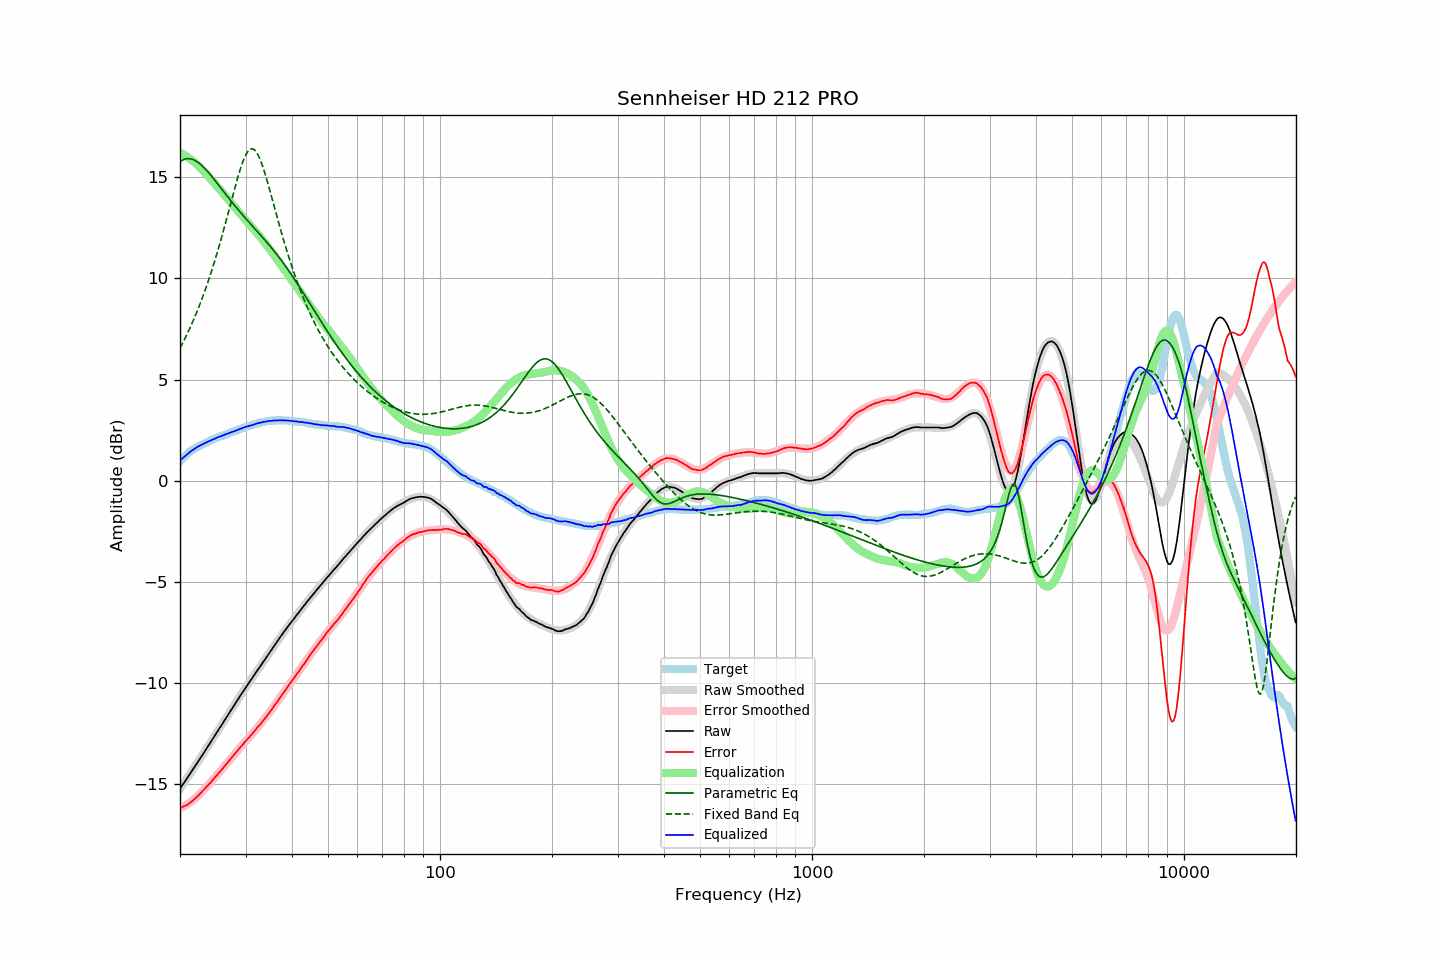 Sennheiser HD 212 PRO
Amplitude (dBr)
15
10
5
0
−5
−10
−15
Target
Raw Smoothed
Error Smoothed
Raw
Error
Equalization
Parametric Eq
Fixed Band Eq
Equalized
100
1000
10000
Frequency (Hz)